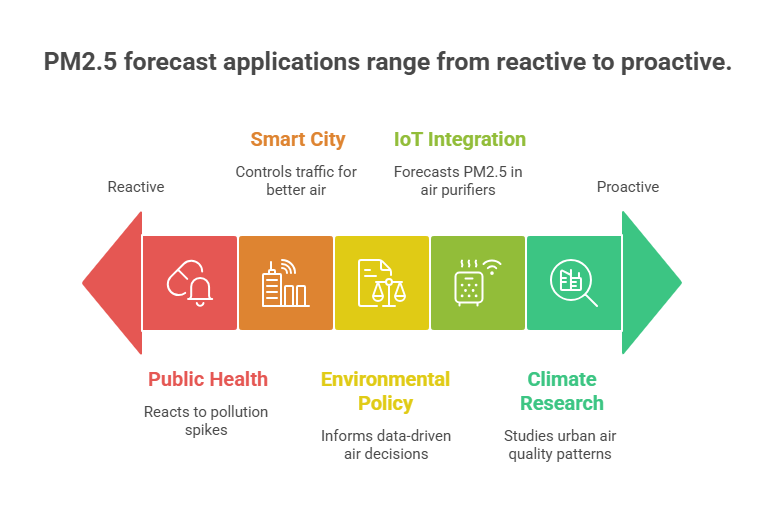 PM2.5 forecast applications range from reactive to proactive.
Smart City
Controls traffic for
better air
IoT Integration
Forecasts PM2.5 in
air purifiers
Reactive
Proactive
Public Health
Reacts to pollution
spikes
Environmental
Policy
Informs data-driven
air decisions
Climate
Research
Studies urban air
quality patterns